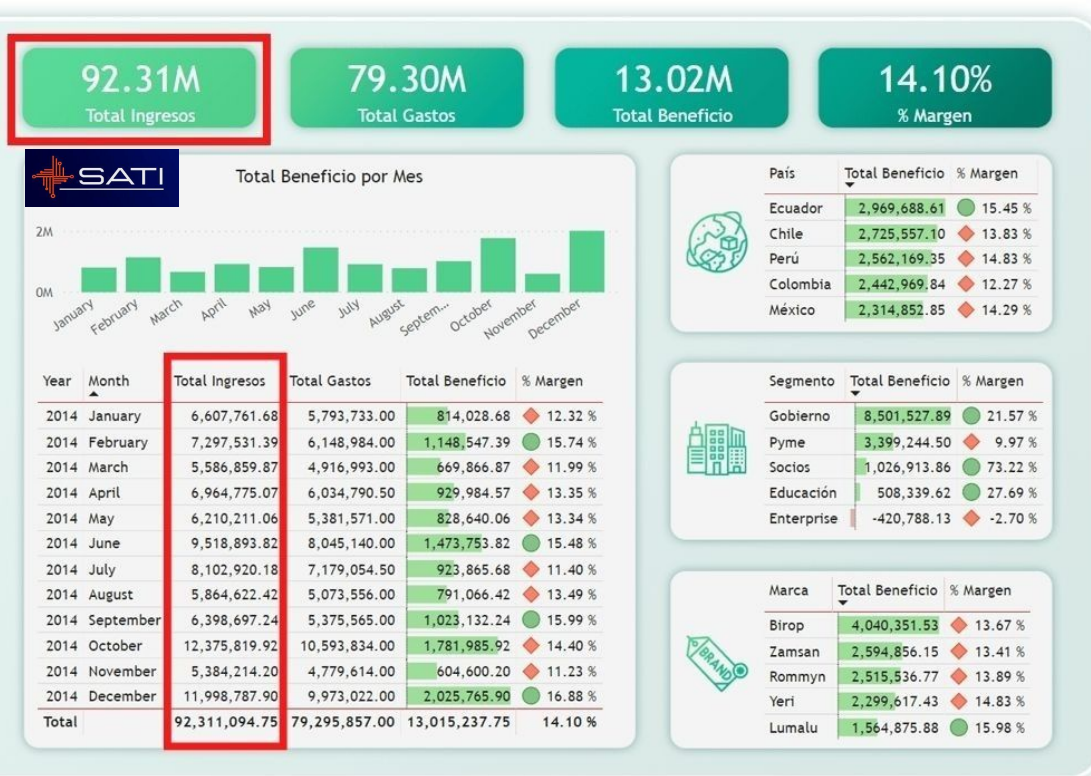 92.31M
Total Ingresos
79.30M
Total Gastos
13.02M
Total Beneficio
14.10%
% Margen
SATI
Total Beneficio por Mes
2M
0M
January February March April May June July August Septem... October November December
Year Month Total Ingresos Total Gastos Total Beneficio % Margen
2014 January 6,607,761.68 5,793,733.00 814,028.68 12.32 %
2014 February 7,297,531.39 6,148,984.00 1,148,547.39 15.74 %
2014 March 5,586,859.87 4,916,993.00 669,866.87 11.99 %
2014 April 6,964,775.07 6,034,790.50 929,984.57 13.35 %
2014 May 6,210,211.06 5,381,571.00 828,640.06 13.34 %
2014 June 9,518,893.82 8,045,140.00 1,473,753.82 15.48 %
2014 July 8,102,920.18 7,179,054.50 923,865.68 11.40 %
2014 August 5,864,622.42 5,073,556.00 791,066.42 13.49 %
2014 September 6,398,697.24 5,375,565.00 1,023,132.24 15.99 %
2014 October 12,375,819.92 10,593,834.00 1,781,985.92 14.40 %
2014 November 5,384,214.20 4,779,614.00 604,600.20 11.23 %
2014 December 11,998,787.90 9,973,022.00 2,025,765.90 16.88 %
Total 92,311,094.75 79,295,857.00 13,015,237.75 14.10 %
País Total Beneficio % Margen
Ecuador 2,969,688.61 15.45 %
Chile 2,725,557.10 13.83 %
Perú 2,562,169.35 14.83 %
Colombia 2,442,969.84 12.27 %
México 2,314,852.85 14.29 %
Segmento Total Beneficio % Margen
Gobierno 8,501,527.89 21.57 %
Pyme 3,399,244.50 9.97 %
Socios 1,026,913.86 73.22 %
Educación 508,339.62 27.69 %
Enterprise -420,788.13 -2.70 %
BRAND
Marca Total Beneficio % Margen
Birop 4,040,351.53 13.67 %
Zamsan 2,594,856.15 13.41 %
Rommyn 2,515,536.77 13.89 %
Yeri 2,299,617.43 14.83 %
Lumalu 1,564,875.88 15.98 %